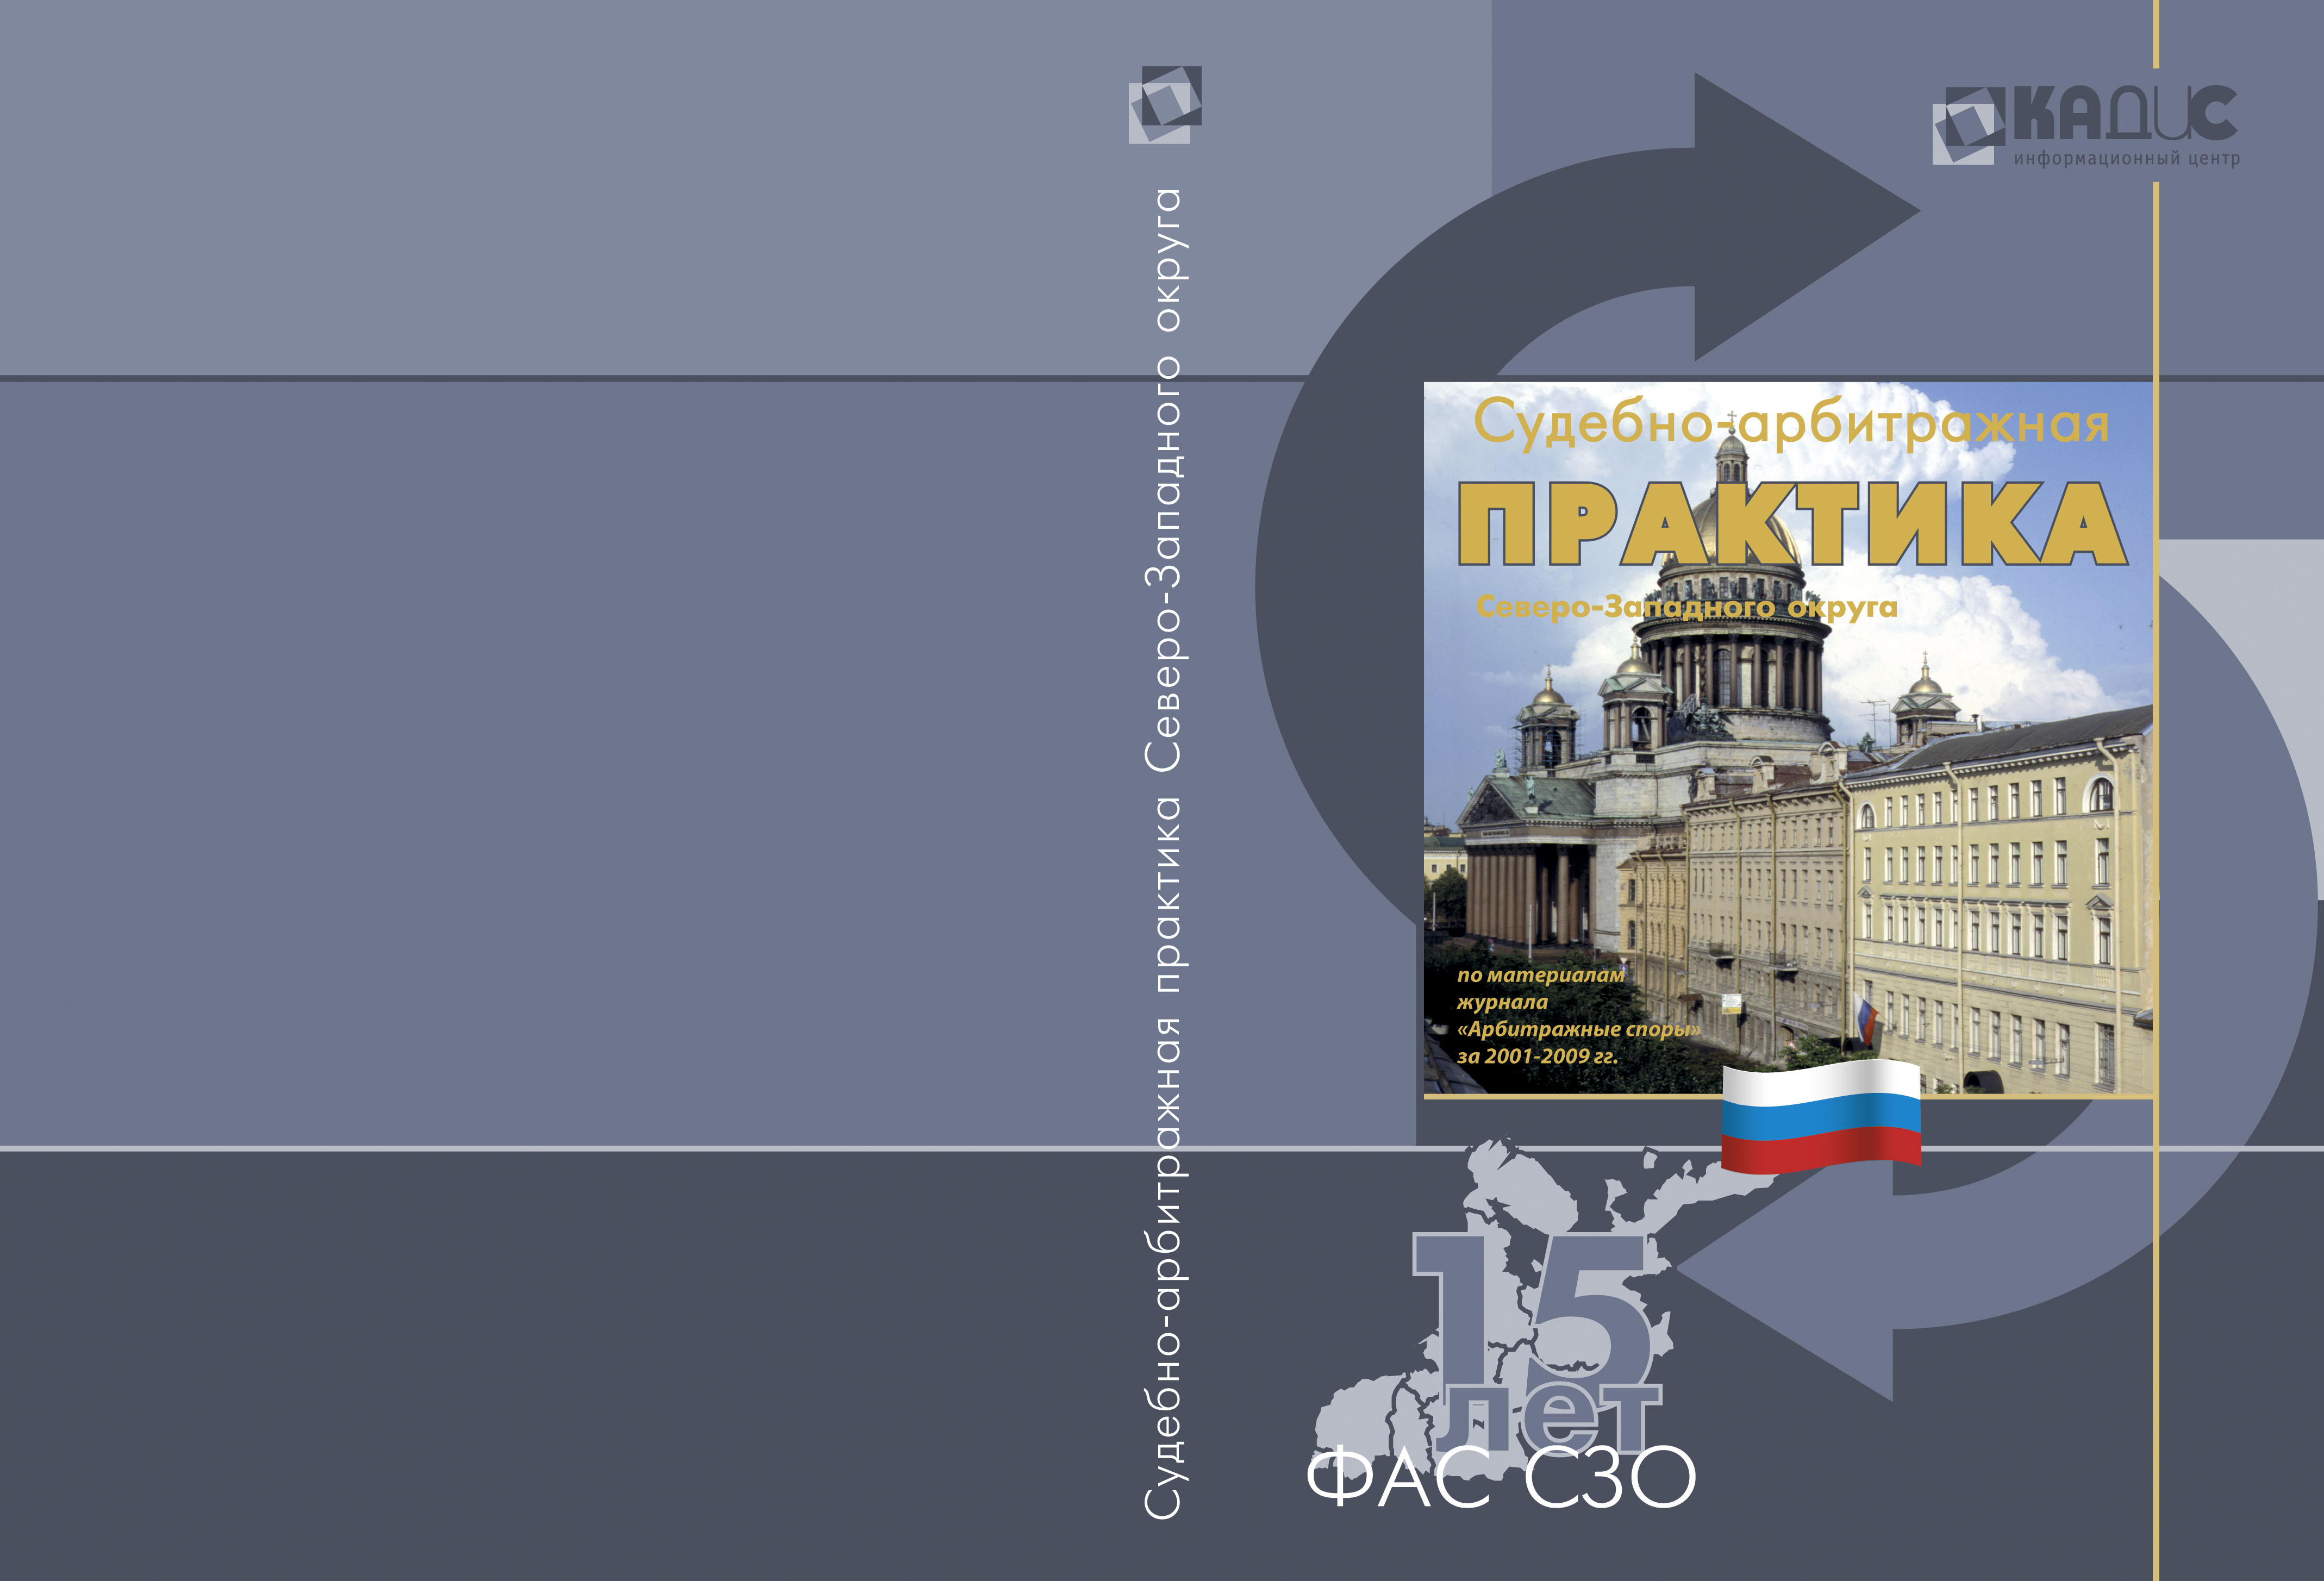 Судебно-арбитражная практика Северо-Западного округа
КАДИС
информационный центр
Судебно-арбитражная
ПРАКТИКА
Северо-Западного округа
по материалам
журнала
«Арбитражные споры»
за 2001-2009 гг.
15
лет
ФАС СЗО